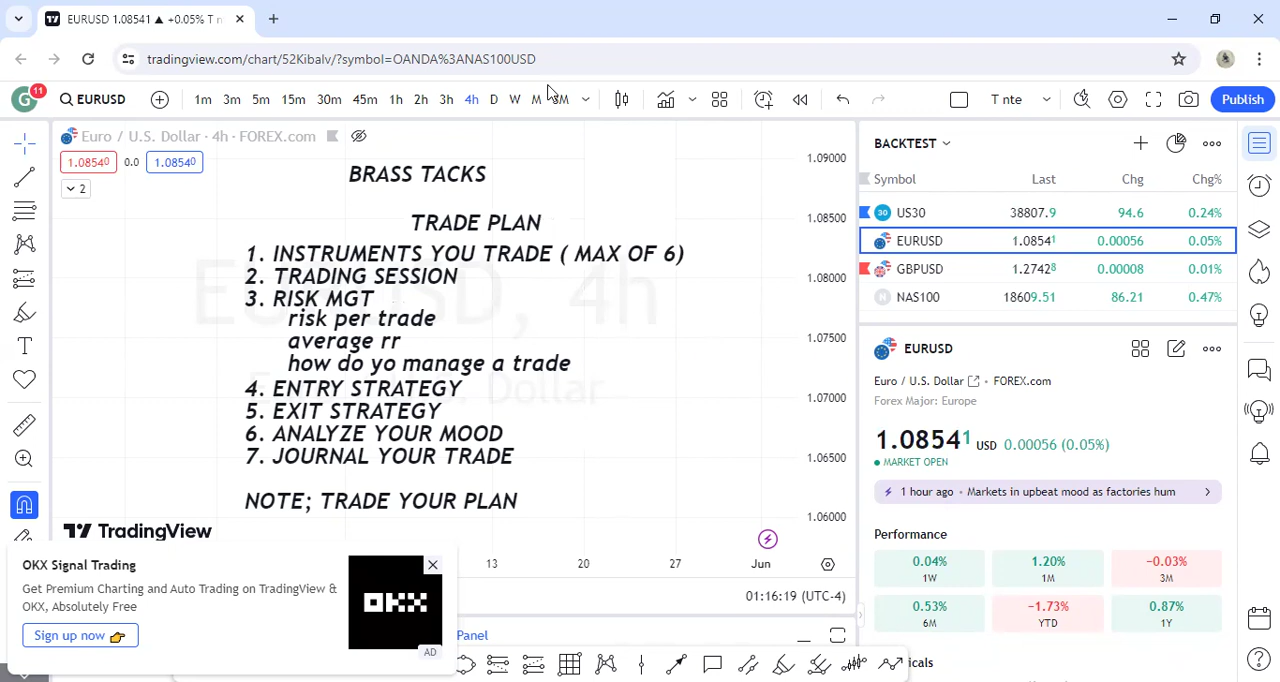 EURUSD 1.08541 ▲ +0.05% T n
tradingview.com/chart/52Kibalv/?symbol=OANDA%3ANAS100USD
G 11 EURUSD 1m 3m 5m 15m 30m 45m 1h 2h 3h 4h D W M T nte Publish
Euro / U.S. Dollar · 4h · FOREX.com
1.08540 0.0 1.08540
2
BRASS TACKS
TRADE PLAN
1. INSTRUMENTS YOU TRADE ( MAX OF 6)
2. TRADING SESSION
3. RISK MGT
risk per trade
average rr
how do yo manage a trade
4. ENTRY STRATEGY
5. EXIT STRATEGY
6. ANALYZE YOUR MOOD
7. JOURNAL YOUR TRADE
NOTE; TRADE YOUR PLAN
EURUSD, 4h
Euro / U.S. Dollar
TradingView
1.09000
1.08500
1.08000
1.07500
1.07000
1.06500
1.06000
13 20 27 Jun
01:16:19 (UTC-4)
Panel
OKX Signal Trading
Get Premium Charting and Auto Trading on TradingView &
OKX, Absolutely Free
Sign up now
OKX
AD
BACKTEST
Symbol Last Chg Chg%
30 US30 38807.9 94.6 0.24%
EURUSD 1.08541 0.00056 0.05%
GBPUSD 1.27428 0.00008 0.01%
N NAS100 18609.51 86.21 0.47%
EURUSD
Euro / U.S. Dollar • FOREX.com
Forex Major: Europe
1.08541 USD 0.00056 (0.05%)
MARKET OPEN
1 hour ago • Markets in upbeat mood as factories hum
Performance
0.04% 1.20% −0.03%
1W 1M 3M
0.53% −1.73% 0.87%
6M YTD 1Y